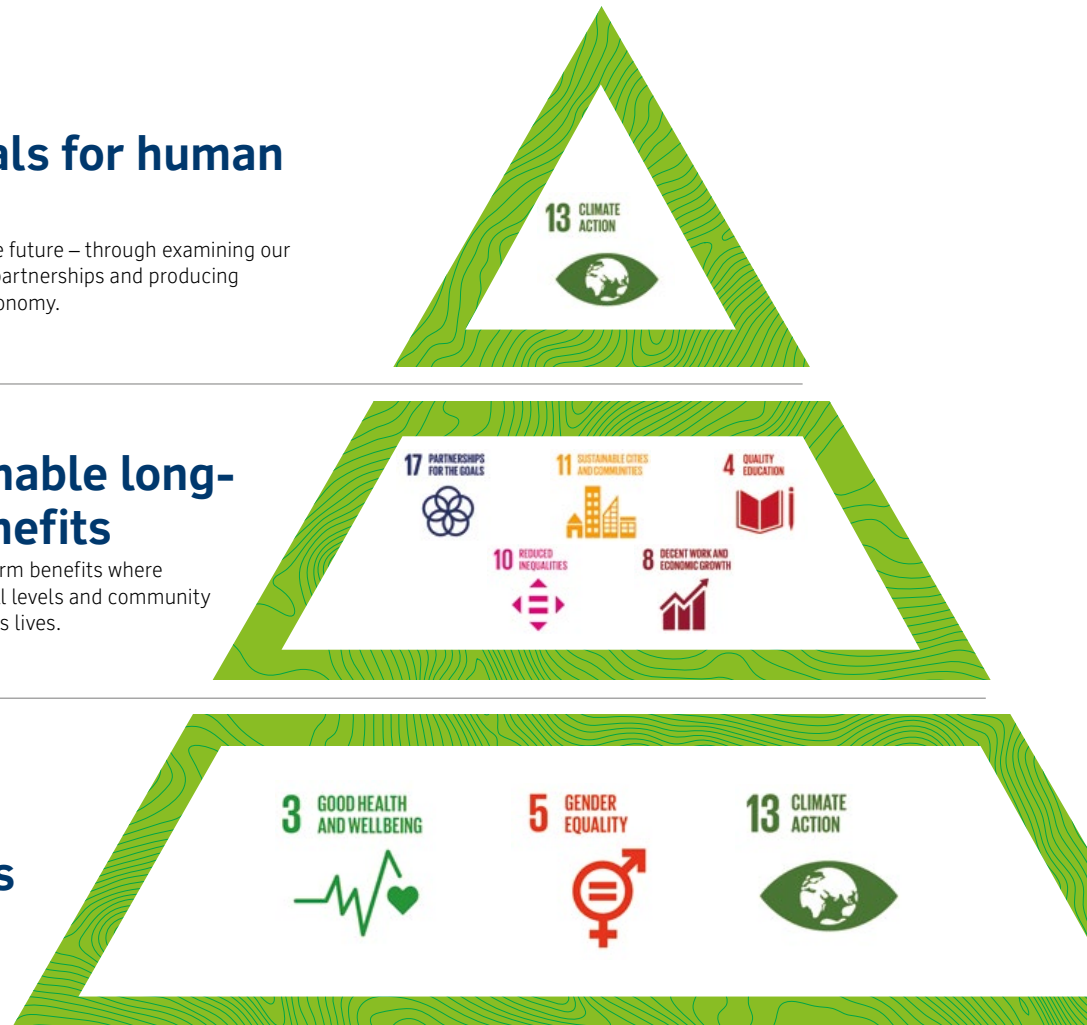 als for human
e future – through examining our
partnerships and producing
onomy.
13 CLIMATE
ACTION
nable long-
nefits
rm benefits where
l levels and community
s lives.
17 PARTNERSHIPS
FOR THE GOALS
11 SUSTAINABLE CITIES
AND COMMUNITIES
4 QUALITY
EDUCATION
10 REDUCED
INEQUALITIES
8 DECENT WORK AND
ECONOMIC GROWTH
s
3 GOOD HEALTH
AND WELLBEING
5 GENDER
EQUALITY
13 CLIMATE
ACTION